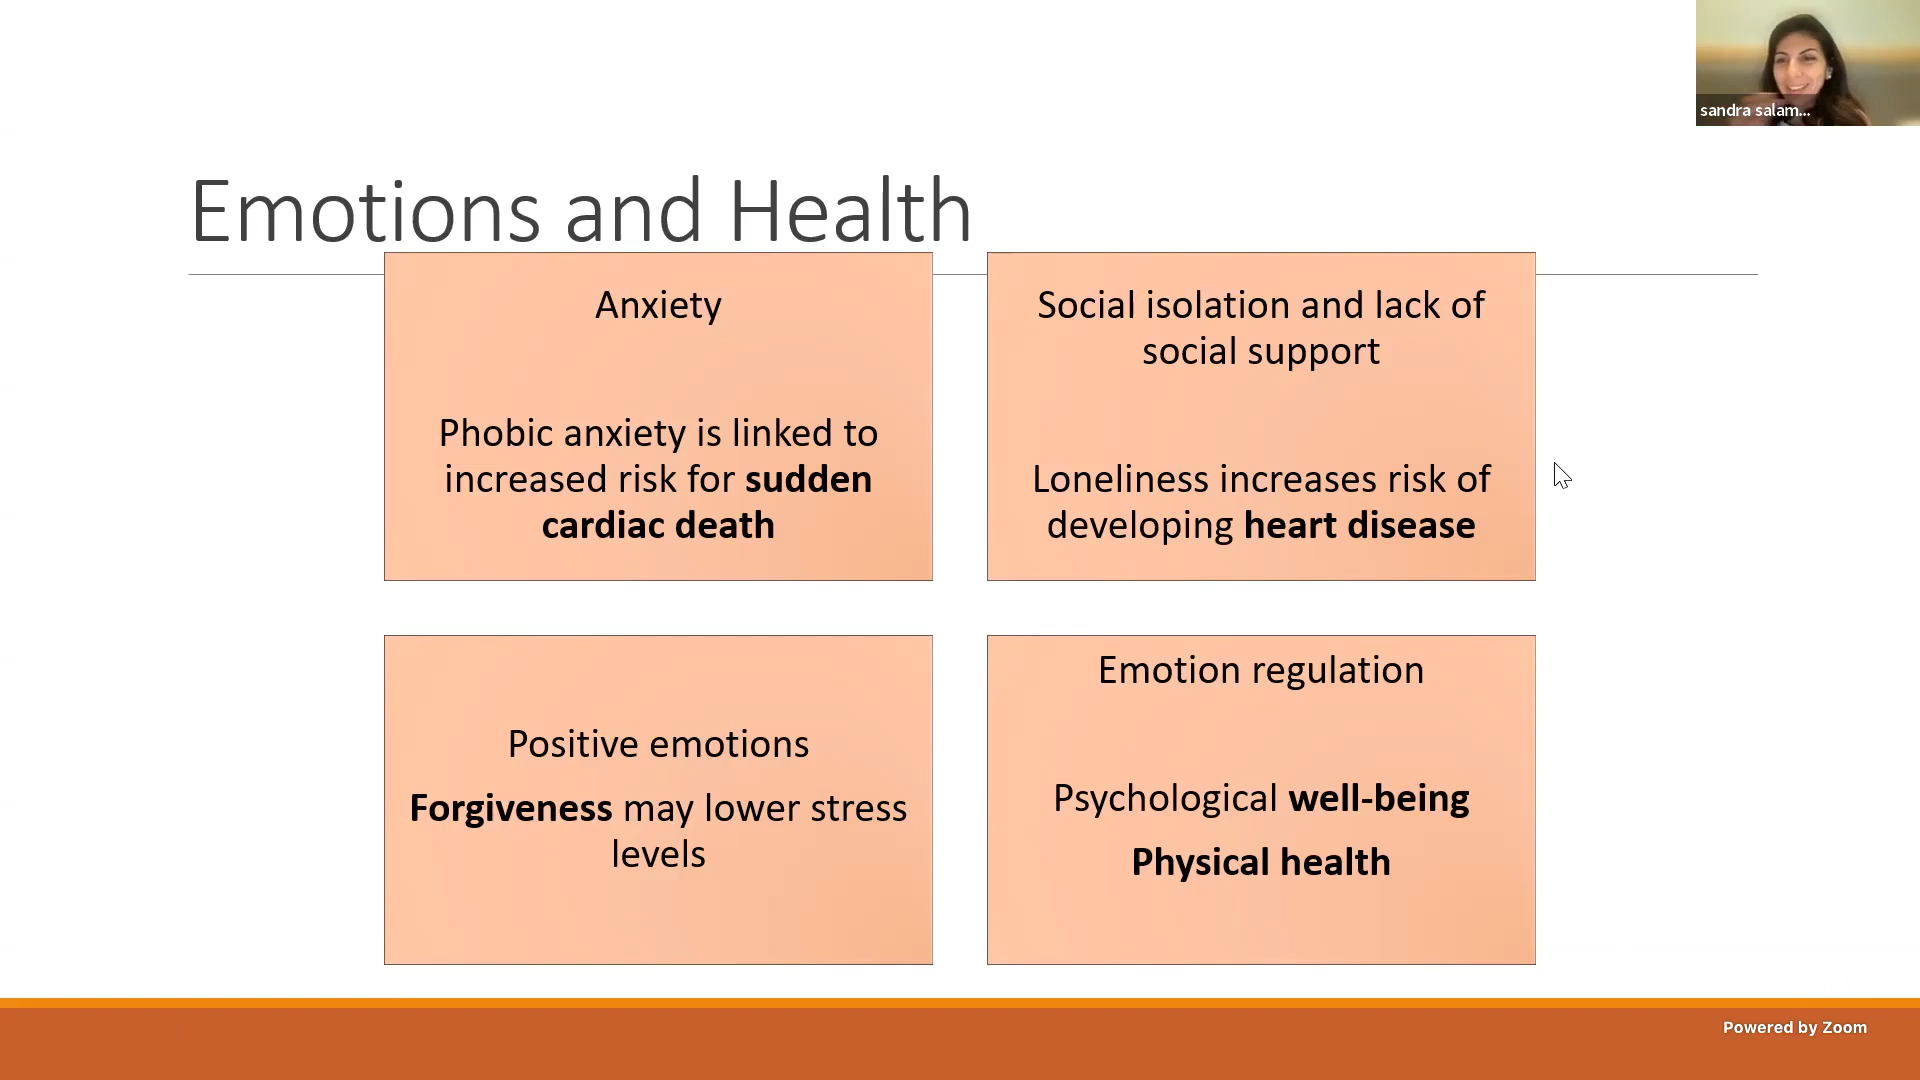 sandra salam...
Emotions and Health
Anxiety
Phobic anxiety is linked to
increased risk for sudden
cardiac death
Social isolation and lack of
social support
Loneliness increases risk of
developing heart disease
Positive emotions
Forgiveness may lower stress
levels
Emotion regulation
Psychological well-being
Physical health
Powered by Zoom